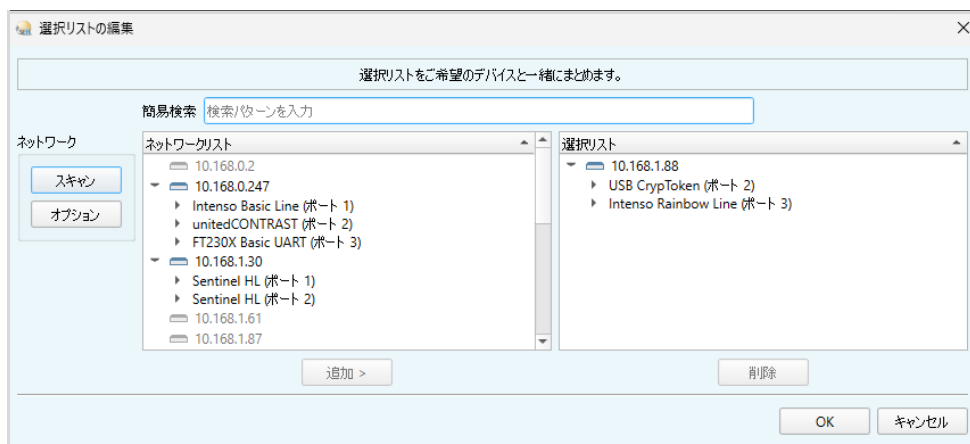 選択リストの編集
選択リストをご希望のデバイスと一緒にまとめます。
簡易検索 検索パターンを入力
ネットワーク
スキャン
オプション
ネットワークリスト
10.168.0.2
10.168.0.247
Intenso Basic Line (ポート 1)
unitedCONTRAST (ポート 2)
FT230X Basic UART (ポート 3)
10.168.1.30
Sentinel HL (ポート 1)
Sentinel HL (ポート 2)
10.168.1.61
10.168.1.87
追加 >
選択リスト
10.168.1.88
USB CrypToken (ポート 2)
Intenso Rainbow Line (ポート 3)
削除
OK
キャンセル